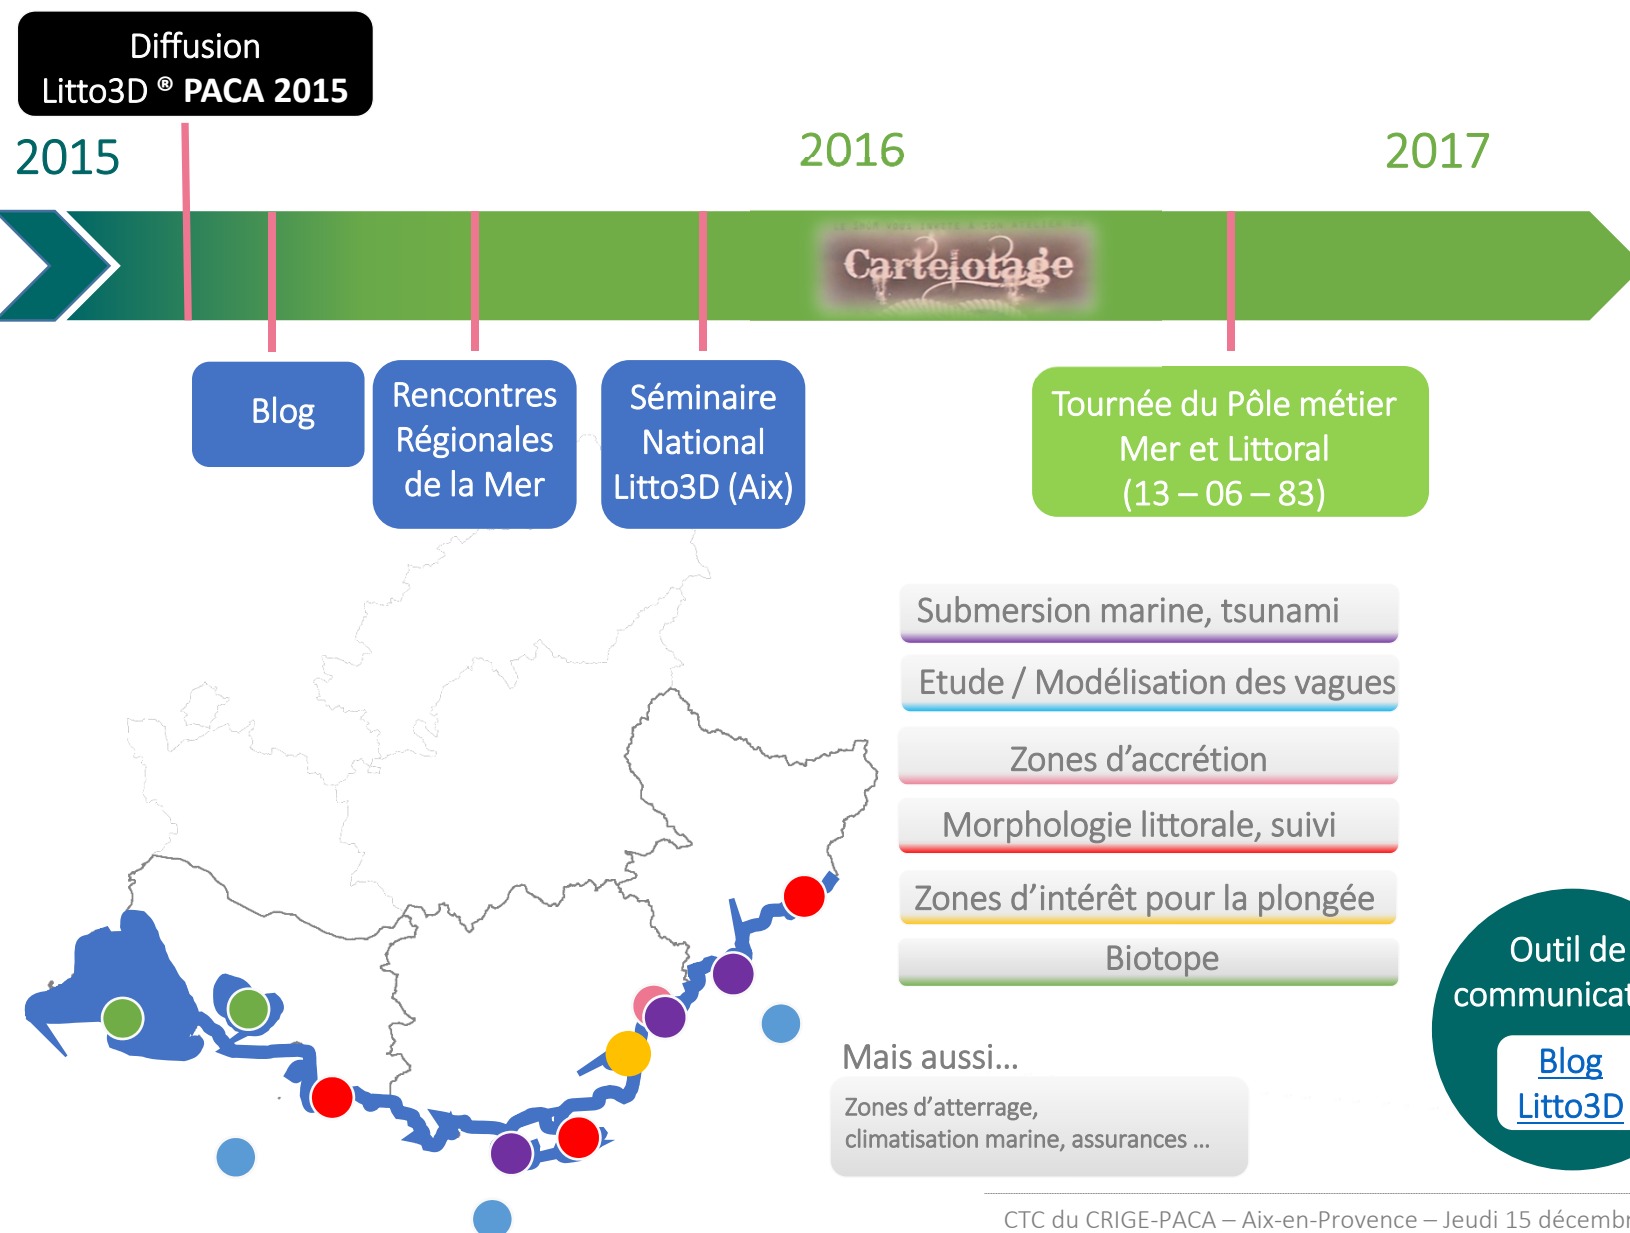 Diffusion
Litto3D ® PACA 2015
2015
2016
2017
Cartelotage
Blog
Rencontres
Régionales
de la Mer
Séminaire
National
Litto3D (Aix)
Tournée du Pôle métier
Mer et Littoral
(13 – 06 – 83)
Submersion marine, tsunami
Etude / Modélisation des vagues
Zones d’accrétion
Morphologie littorale, suivi
Zones d’intérêt pour la plongée
Biotope
Outil de
communicat
Blog
Litto3D
Mais aussi…
Zones d’atterrage,
climatisation marine, assurances …
CTC du CRIGE-PACA – Aix-en-Provence – Jeudi 15 décembr